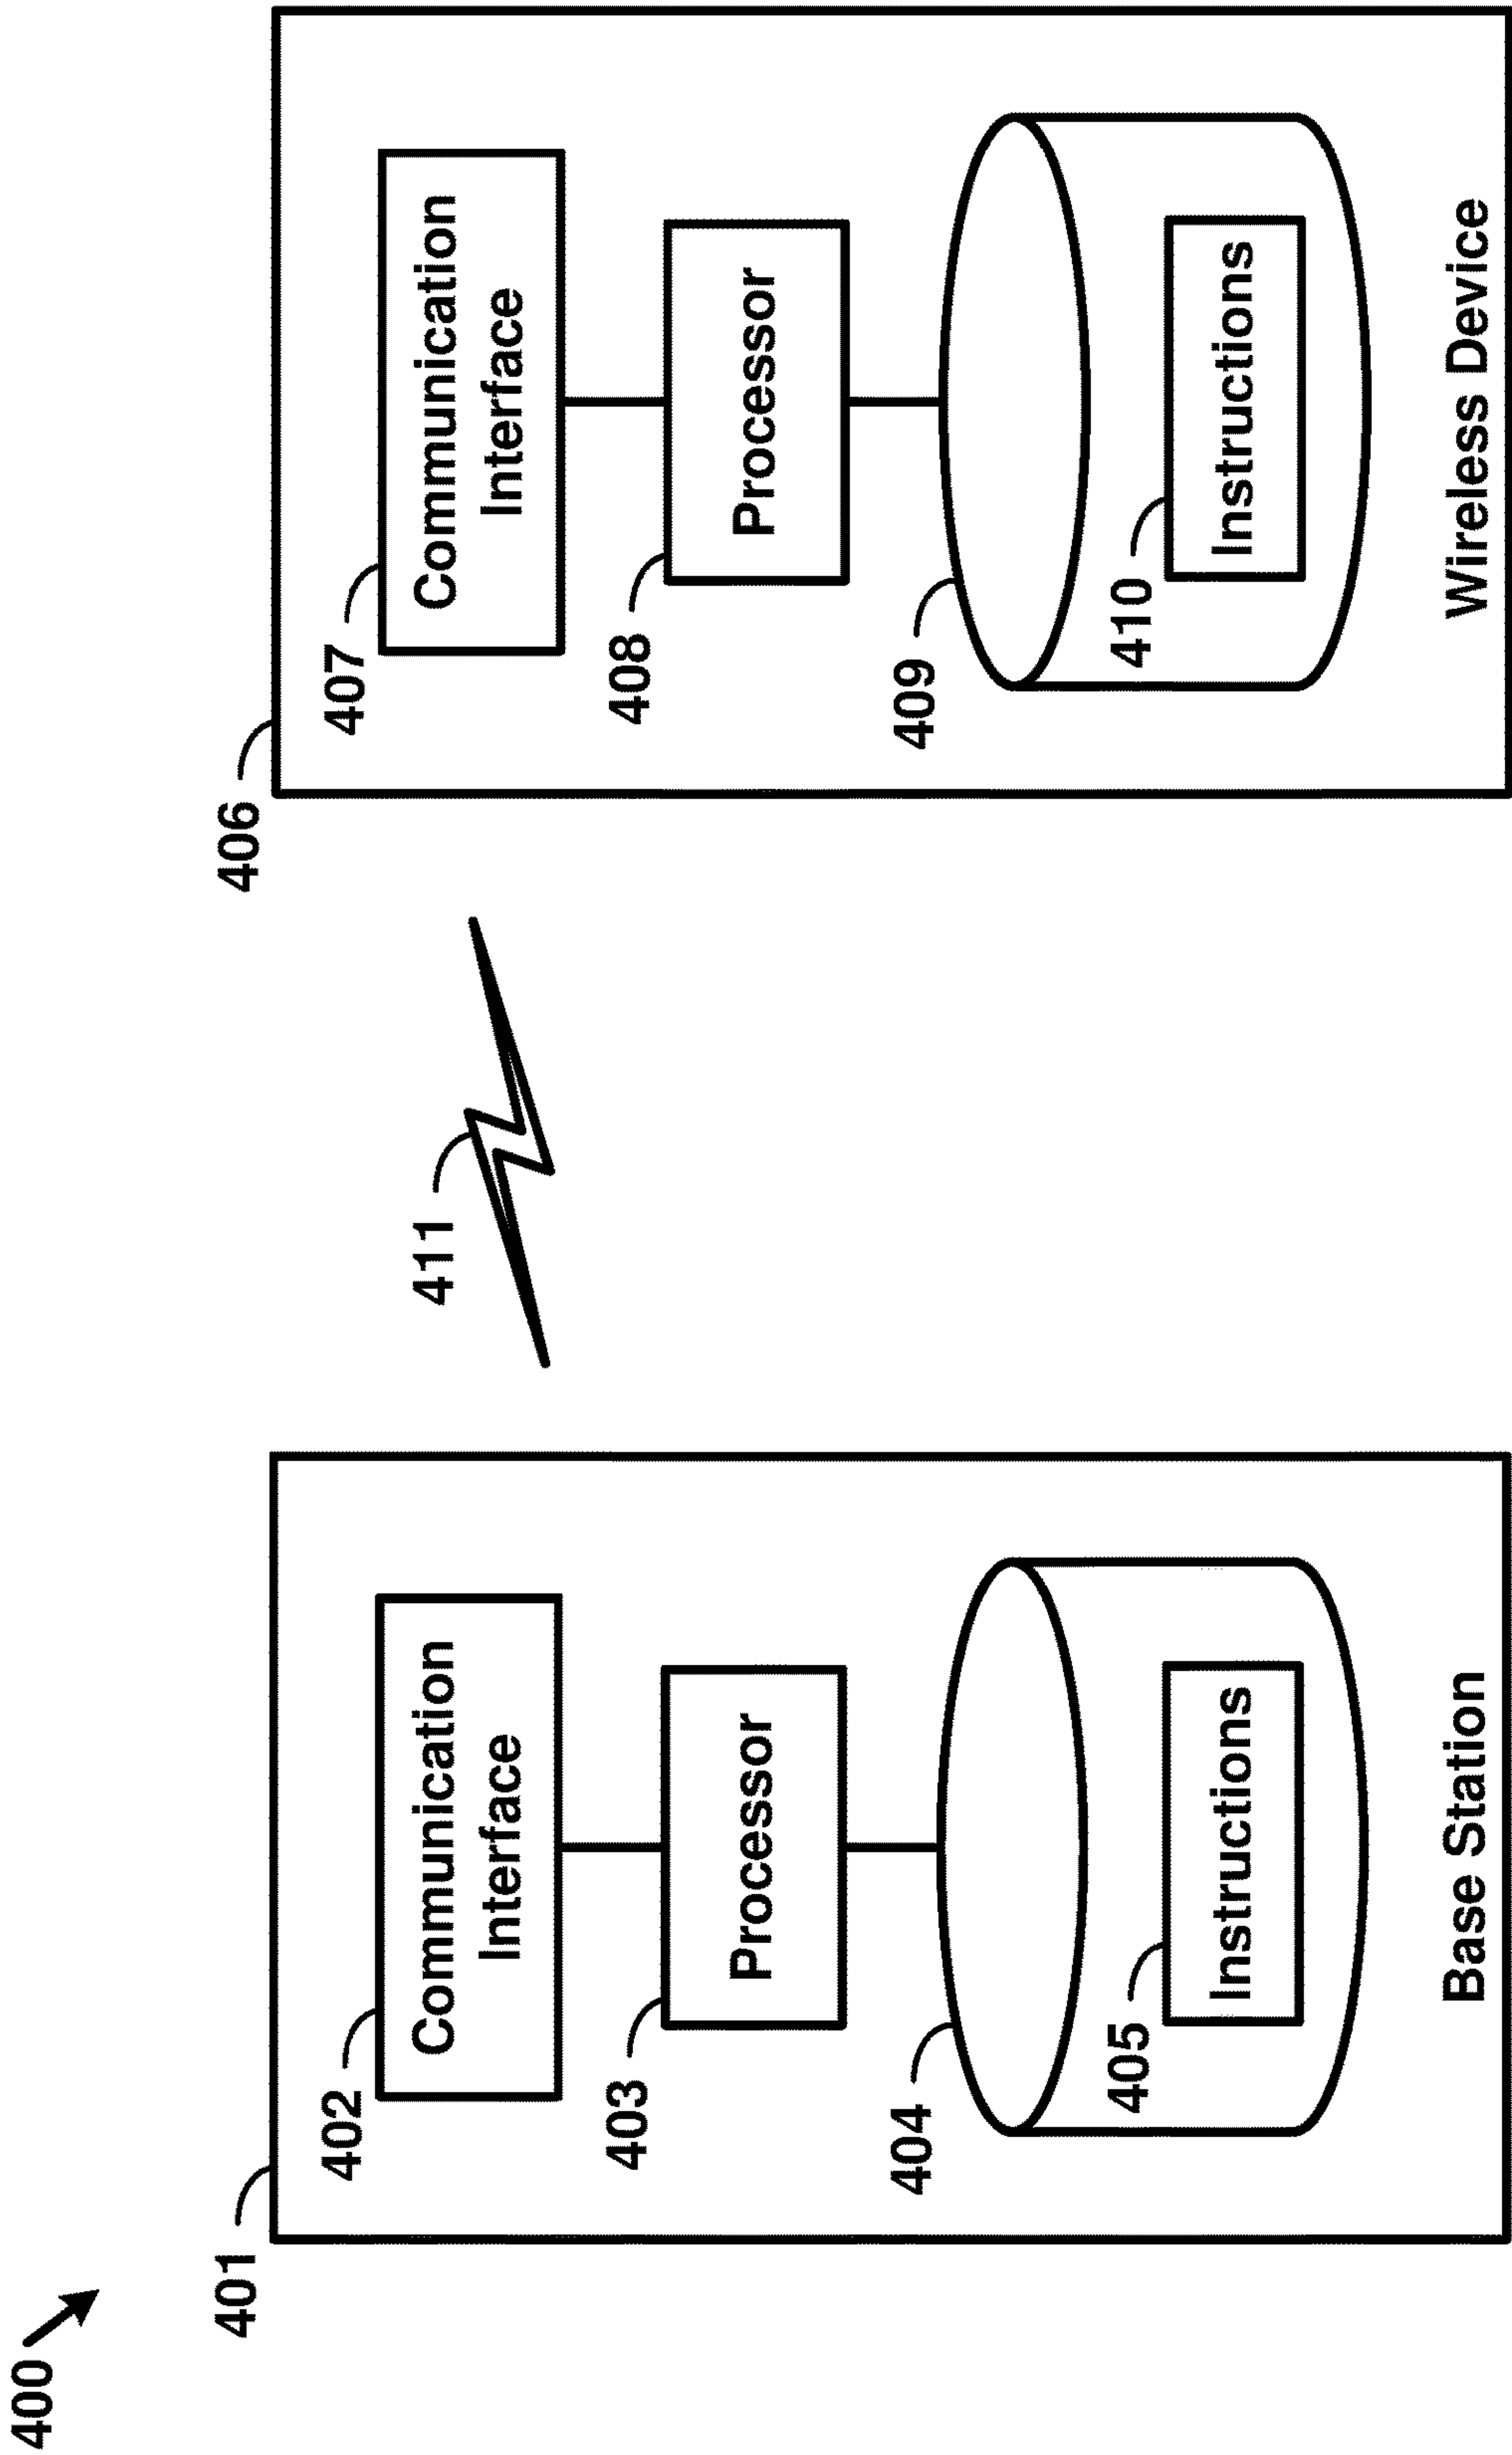 400
401
402
Communication
Interface
403
Processor
404
405
Instructions
Base Station
411
406
407
Communication
Interface
408
Processor
409
410
Instructions
Wireless Device